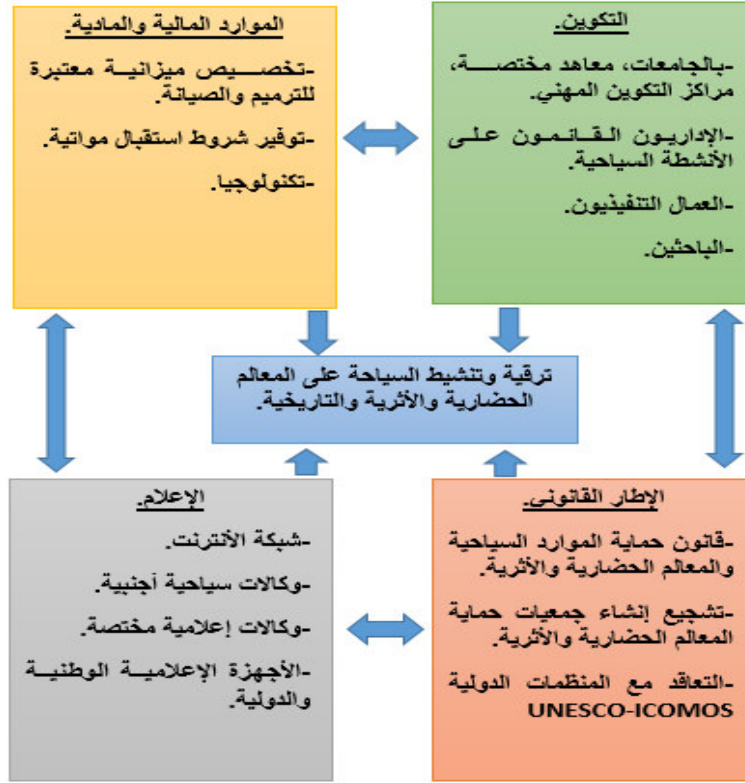 التكوين.
-بالجامعات، معاهد مختصة،
مراكز التكوين المهني.
-الإداريون القائمون على
الأنشطة السياحية.
-العمال التنفيذيون.
-الباحثين.
الموارد المالية والمادية.
-تخصيص ميزانية معتبرة
للترميم والصيانة.
-توفير شروط استقبال مواتية.
-تكنولوجيا.
ترقية وتنشيط السياحة على المعالم
الحضارية والأثرية والتاريخية.
الإطار القانوني.
-قانون حماية الموارد السياحية
والمعالم الحضارية والأثرية.
-تشجيع إنشاء جمعيات حماية
المعالم الحضارية والأثرية.
-التعاقد مع المنظمات الدولية
UNESCO-ICOMOS
الإعلام.
-شبكة الأنترنت.
-وكالات سياحية أجنبية.
-وكالات إعلامية مختصة.
-الأجهزة الإعلامية الوطنية
والدولية.